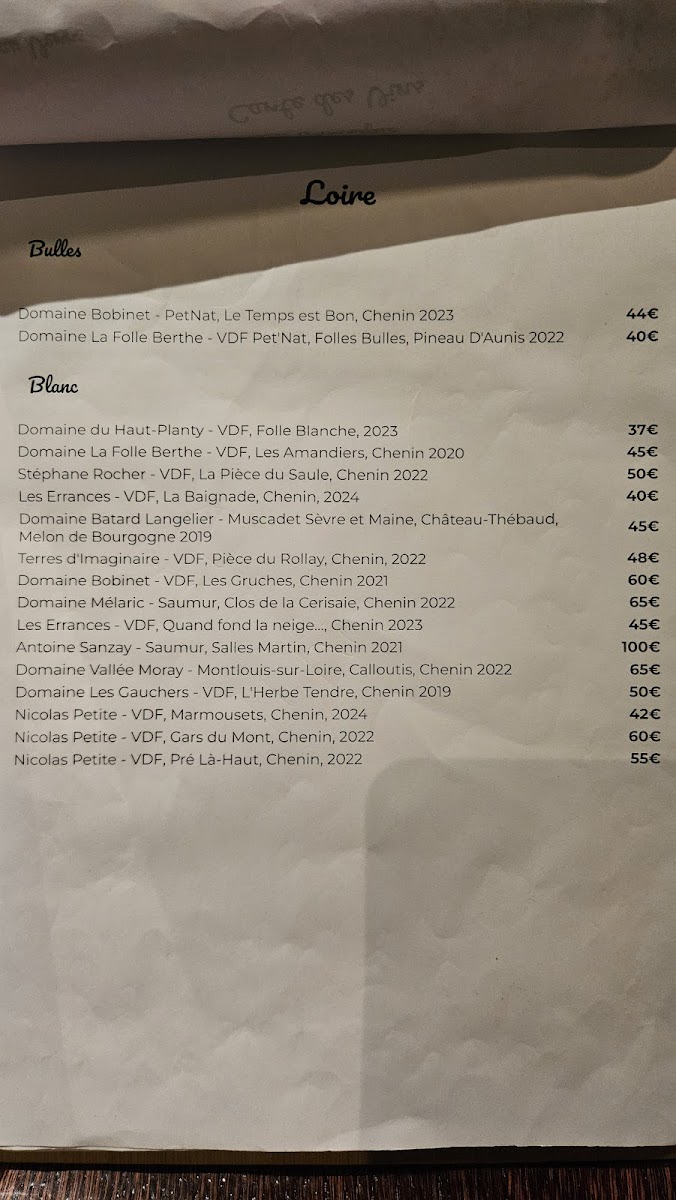 Carte des Vins
Loire
Bulles
Domaine Bobinet - PetNat, Le Temps est Bon, Chenin 2023 44€
Domaine La Folle Berthe - VDF Pet'Nat, Folles Bulles, Pineau D'Aunis 2022 40€
Blanc
Domaine du Haut-Planty - VDF, Folle Blanche, 2023 37€
Domaine La Folle Berthe - VDF, Les Amandiers, Chenin 2020 45€
Stéphane Rocher - VDF, La Pièce du Saule, Chenin 2022 50€
Les Errances - VDF, La Baignade, Chenin, 2024 40€
Domaine Batard Langelier - Muscadet Sèvre et Maine, Château-Thébaud,
Melon de Bourgogne 2019 45€
Terres d'Imaginaire - VDF, Pièce du Rollay, Chenin, 2022 48€
Domaine Bobinet - VDF, Les Gruches, Chenin 2021 60€
Domaine Mélaric - Saumur, Clos de la Cerisaie, Chenin 2022 65€
Les Errances - VDF, Quand fond la neige..., Chenin 2023 45€
Antoine Sanzay - Saumur, Salles Martin, Chenin 2021 100€
Domaine Vallée Moray - Montlouis-sur-Loire, Calloutis, Chenin 2022 65€
Domaine Les Gauchers - VDF, L'Herbe Tendre, Chenin 2019 50€
Nicolas Petite - VDF, Marmousets, Chenin, 2024 42€
Nicolas Petite - VDF, Gars du Mont, Chenin, 2022 60€
Nicolas Petite - VDF, Pré Là-Haut, Chenin, 2022 55€